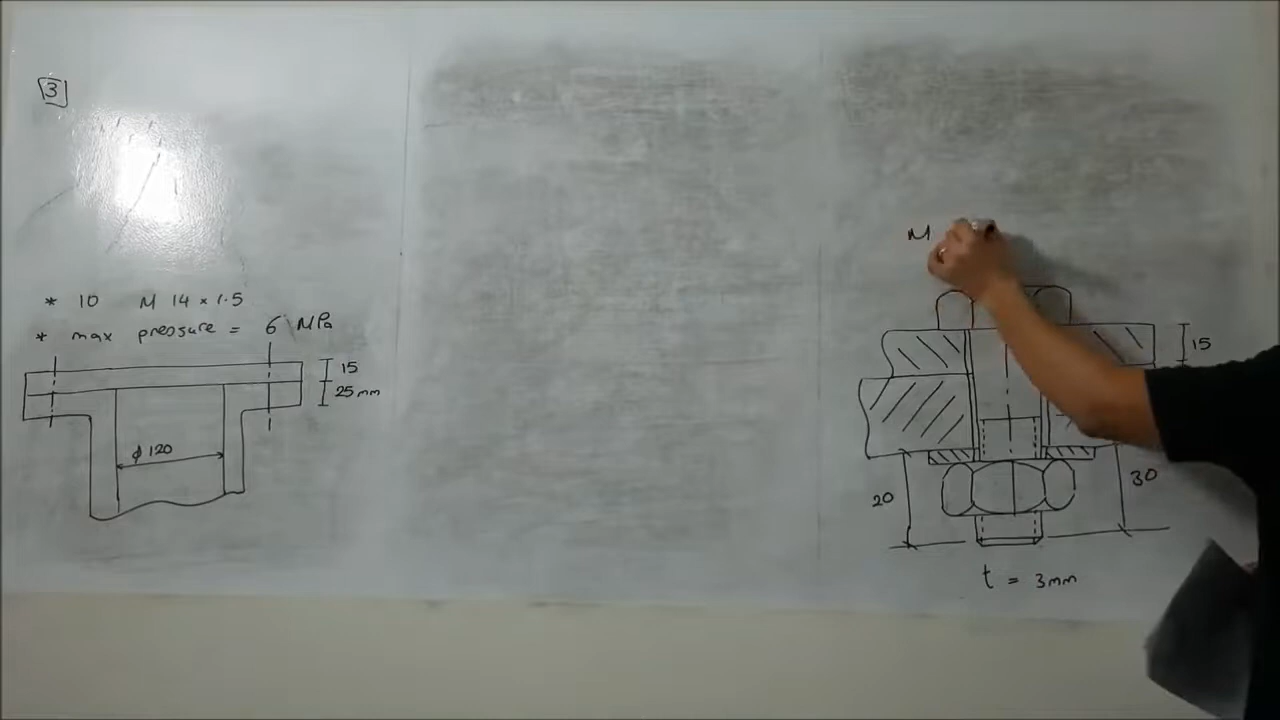 3
* 10 M 14 × 1.5
* max pressure = 6 MPa
15
25 mm
φ 120
M
15
20
30
t = 3mm